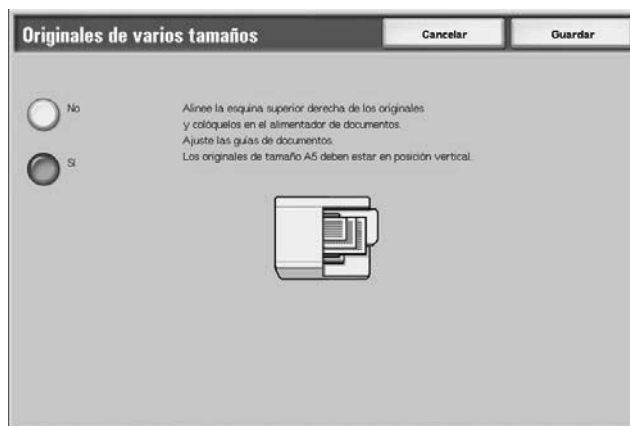 Originales de varios tamaños
Cancelar
Guardar
No
Alinee la esquina superior derecha de los originales
y colóquelos en el alimentador de documentos.
Ajuste las guías de documentos.
Sí
Los originales de tamaño A5 deben estar en posición vertical.